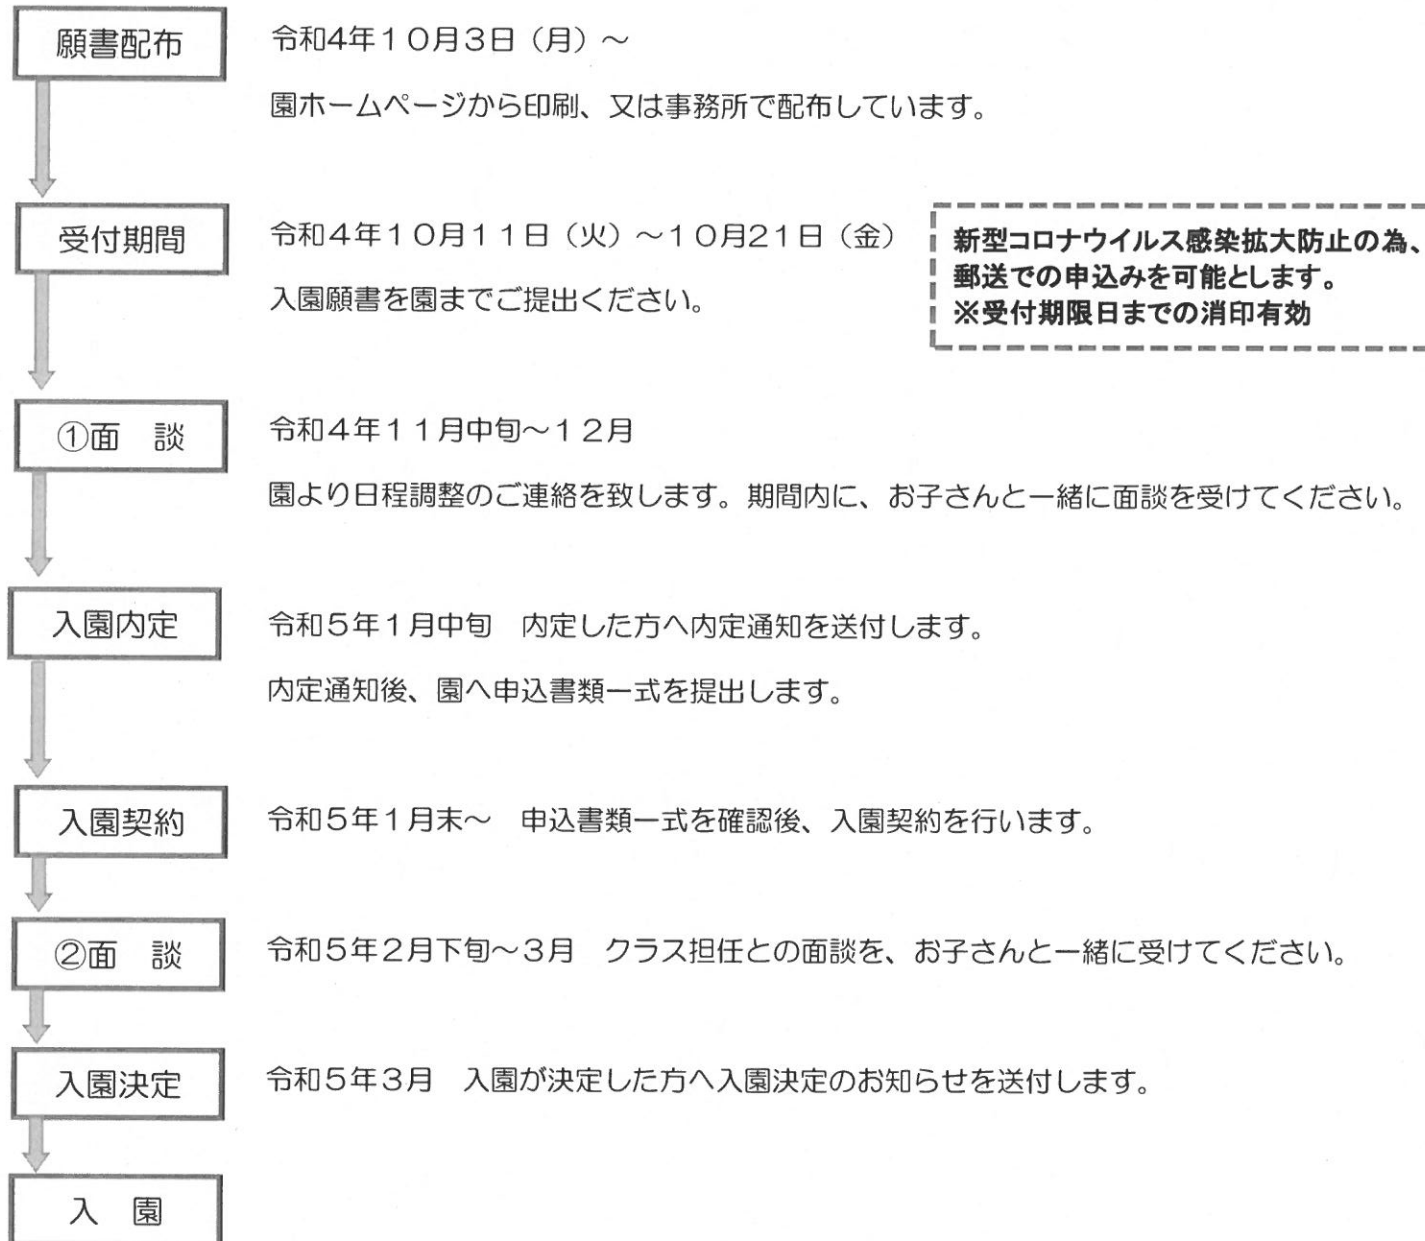 願書配布
令和4年１０月３日（月）～
園ホームページから印刷、又は事務所で配布しています。
受付期間
令和４年１０月１１日（火）～１０月２１日（金）
入園願書を園までご提出ください。
新型コロナウイルス感染拡大防止の為、
郵送での申込みを可能とします。
※受付期限日までの消印有効
①面　談
令和４年１１月中旬～１２月
園より日程調整のご連絡を致します。期間内に、お子さんと一緒に面談を受けてください。
入園内定
令和５年１月中旬　内定した方へ内定通知を送付します。
内定通知後、園へ申込書類一式を提出します。
入園契約
令和５年１月末～　申込書類一式を確認後、入園契約を行います。
②面　談
令和５年２月下旬～３月　クラス担任との面談を、お子さんと一緒に受けてください。
入園決定
令和５年３月　入園が決定した方へ入園決定のお知らせを送付します。
入　園